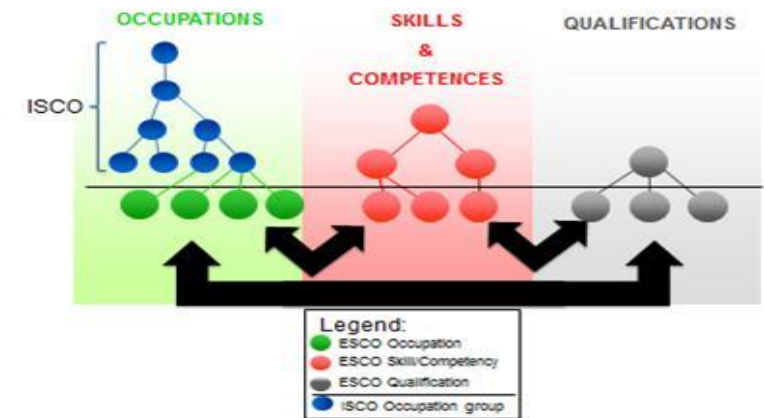 OCCUPATIONS
SKILLS
&
COMPETENCES
QUALIFICATIONS
ISCO
Legend:
ESCO Occupation
ESCO Skill/Competency
ESCO Qualification
ISCO Occupation group